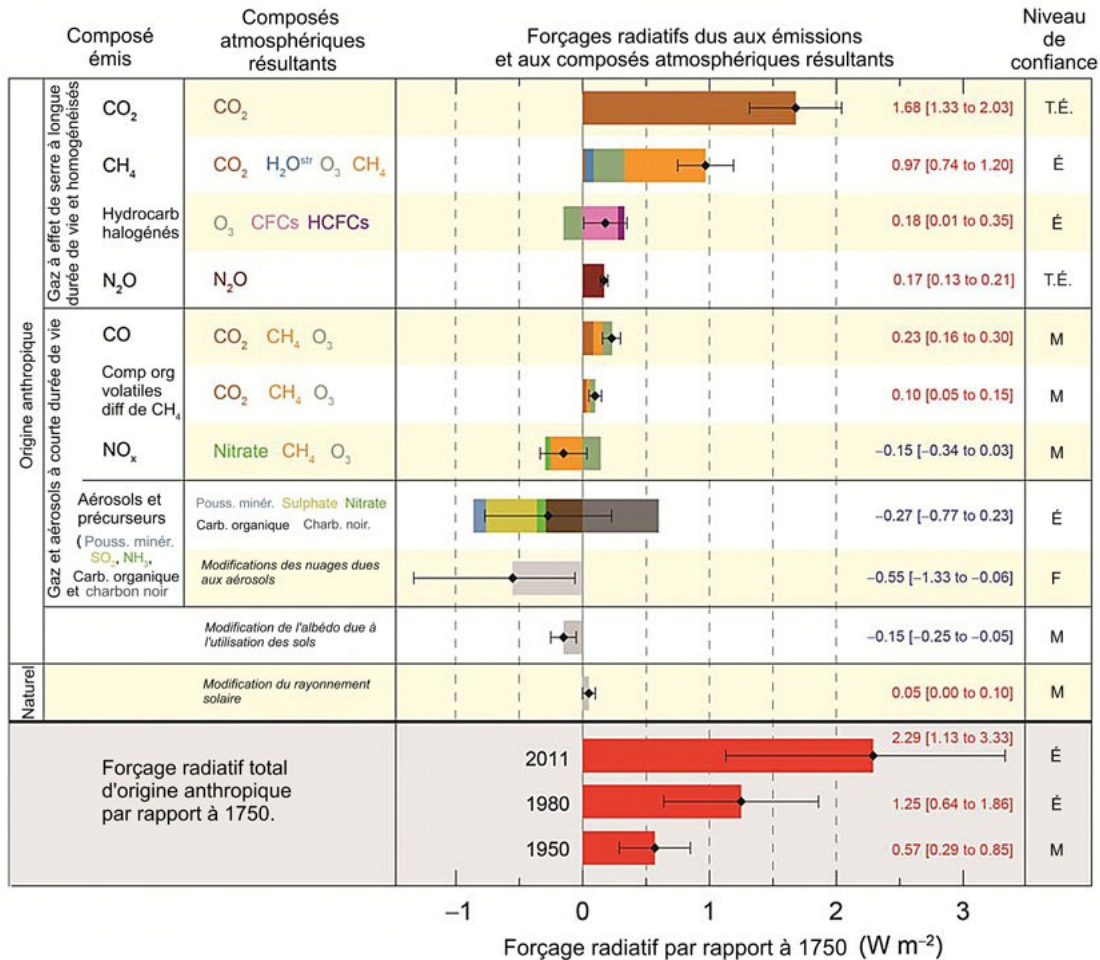 Composé
émis
Composés
atmosphériques
résultants
Forçages radiatifs dus aux émissions
et aux composés atmosphériques résultants
Niveau
de
confiance
Origine anthropique
Gaz à effet de serre à longue
durée de vie et homogénéisés
CO₂
CO₂
1.68 [1.33 to 2.03]
T.É.
CH₄
CO₂ H₂Oˢᵗʳ O₃ CH₄
0.97 [0.74 to 1.20]
É
Hydrocarb
halogénés
O₃ CFCs HCFCs
0.18 [0.01 to 0.35]
É
N₂O
N₂O
0.17 [0.13 to 0.21]
T.É.
Gaz et aérosols à courte durée de vie
CO
CO₂ CH₄ O₃
0.23 [0.16 to 0.30]
M
Comp org
volatiles
diff de CH₄
CO₂ CH₄ O₃
0.10 [0.05 to 0.15]
M
NOₓ
Nitrate CH₄ O₃
−0.15 [−0.34 to 0.03]
M
Aérosols et
précurseurs
( Pouss. minér.
SO₂, NH₃,
Carb. organique
et charbon noir
Pouss. minér. Sulphate Nitrate
Carb. organique Charb. noir.
−0.27 [−0.77 to 0.23]
É
Modifications des nuages dues
aux aérosols
−0.55 [−1.33 to −0.06]
F
Modification de l'albédo due à
l'utilisation des sols
−0.15 [−0.25 to −0.05]
M
Naturel
Modification du rayonnement
solaire
0.05 [0.00 to 0.10]
M
Forçage radiatif total
d'origine anthropique
par rapport à 1750.
2011
2.29 [1.13 to 3.33]
É
1980
1.25 [0.64 to 1.86]
É
1950
0.57 [0.29 to 0.85]
M
−1 0 1 2 3
Forçage radiatif par rapport à 1750 (W m⁻²)